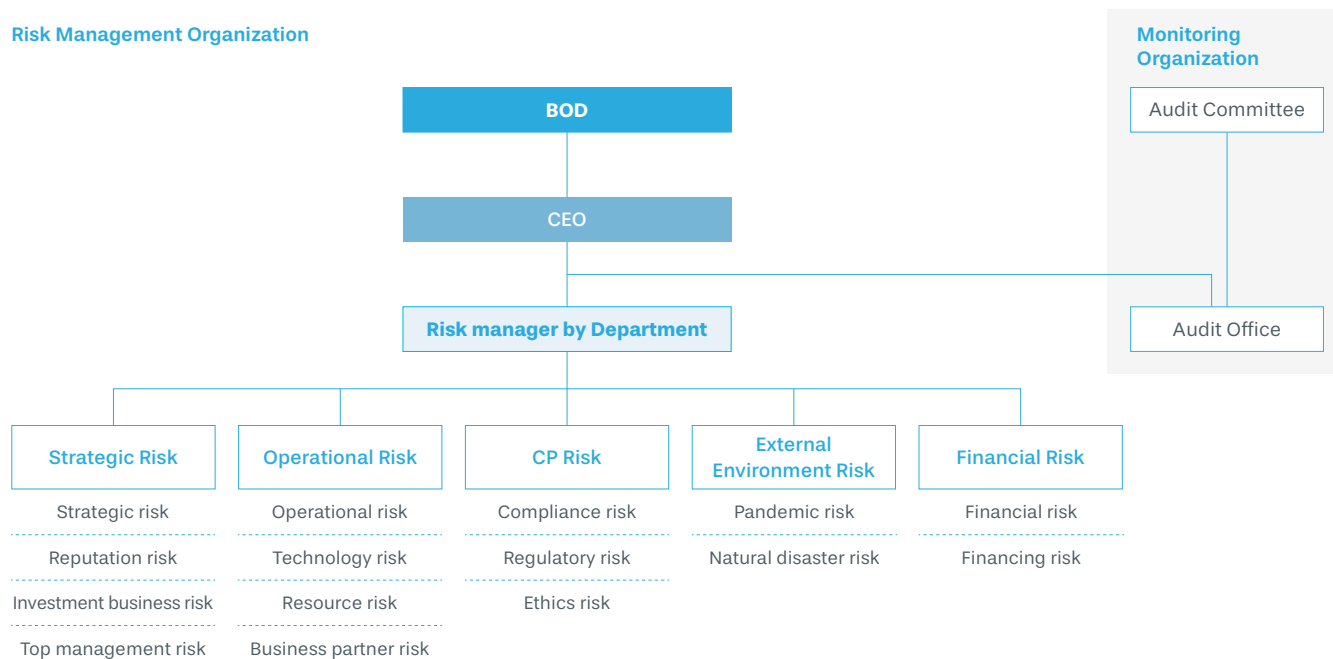 Risk Management Organization
Monitoring
Organization
BOD
Audit Committee
CEO
Risk manager by Department
Audit Office
Strategic Risk
Operational Risk
CP Risk
External
Environment Risk
Financial Risk
Strategic risk
Operational risk
Compliance risk
Pandemic risk
Financial risk
Reputation risk
Technology risk
Regulatory risk
Natural disaster risk
Financing risk
Investment business risk
Resource risk
Ethics risk
Top management risk
Business partner risk